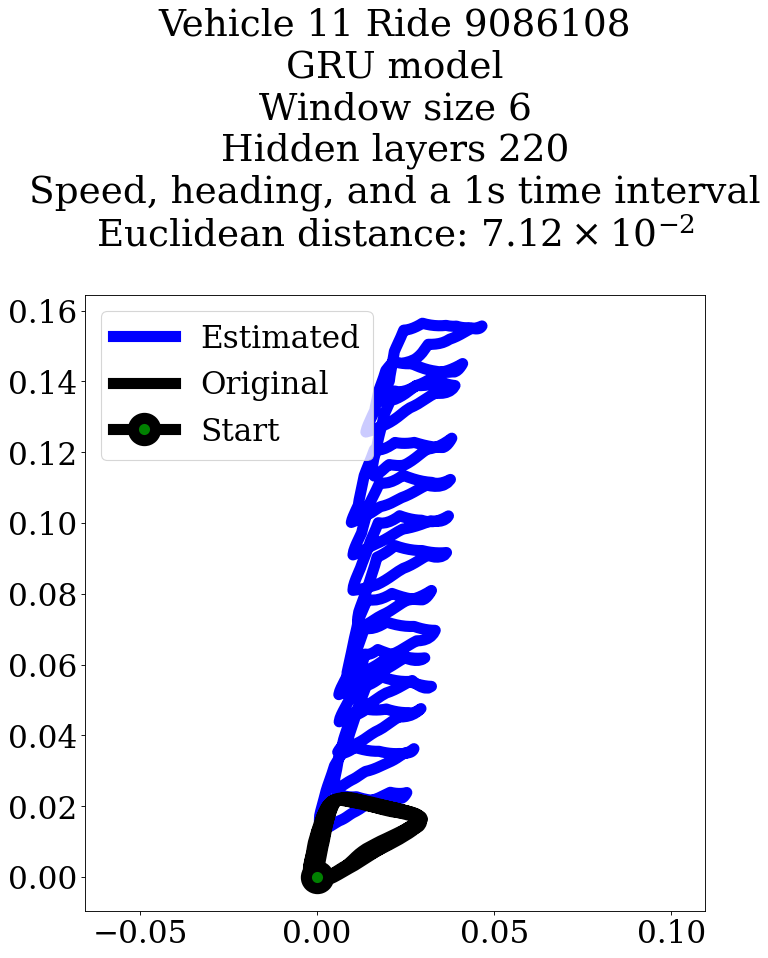 Vehicle 11 Ride 9086108
GRU model
Window size 6
Hidden layers 220
Speed, heading, and a 1s time interval
Euclidean distance: 7.12 × 10⁻²
0.16
0.14
0.12
0.10
0.08
0.06
0.04
0.02
0.00
Estimated
Original
Start
−0.05
0.00
0.05
0.10